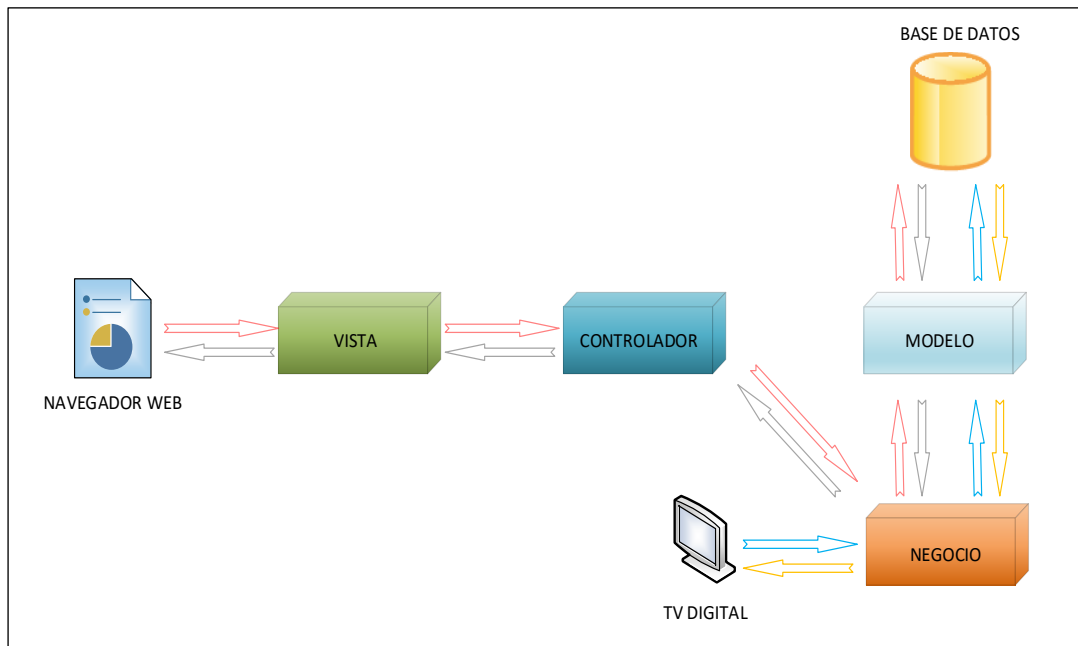 BASE DE DATOS
VISTA
CONTROLADOR
MODELO
NAVEGADOR WEB
NEGOCIO
TV DIGITAL